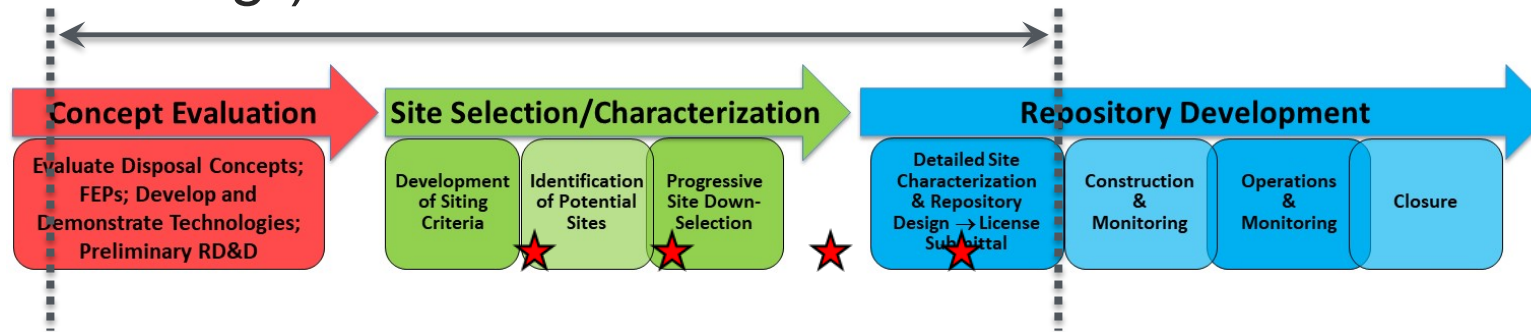 Concept Evaluation
Evaluate Disposal Concepts;
FEPs; Develop and
Demonstrate Technologies;
Preliminary RD&D
Site Selection/Characterization
Development
of Siting
Criteria
Identification
of Potential
Sites
Progressive
Site Down-
Selection
Repository Development
Detailed Site
Characterization
& Repository
Design → License
Submittal
Construction
&
Monitoring
Operations
&
Monitoring
Closure